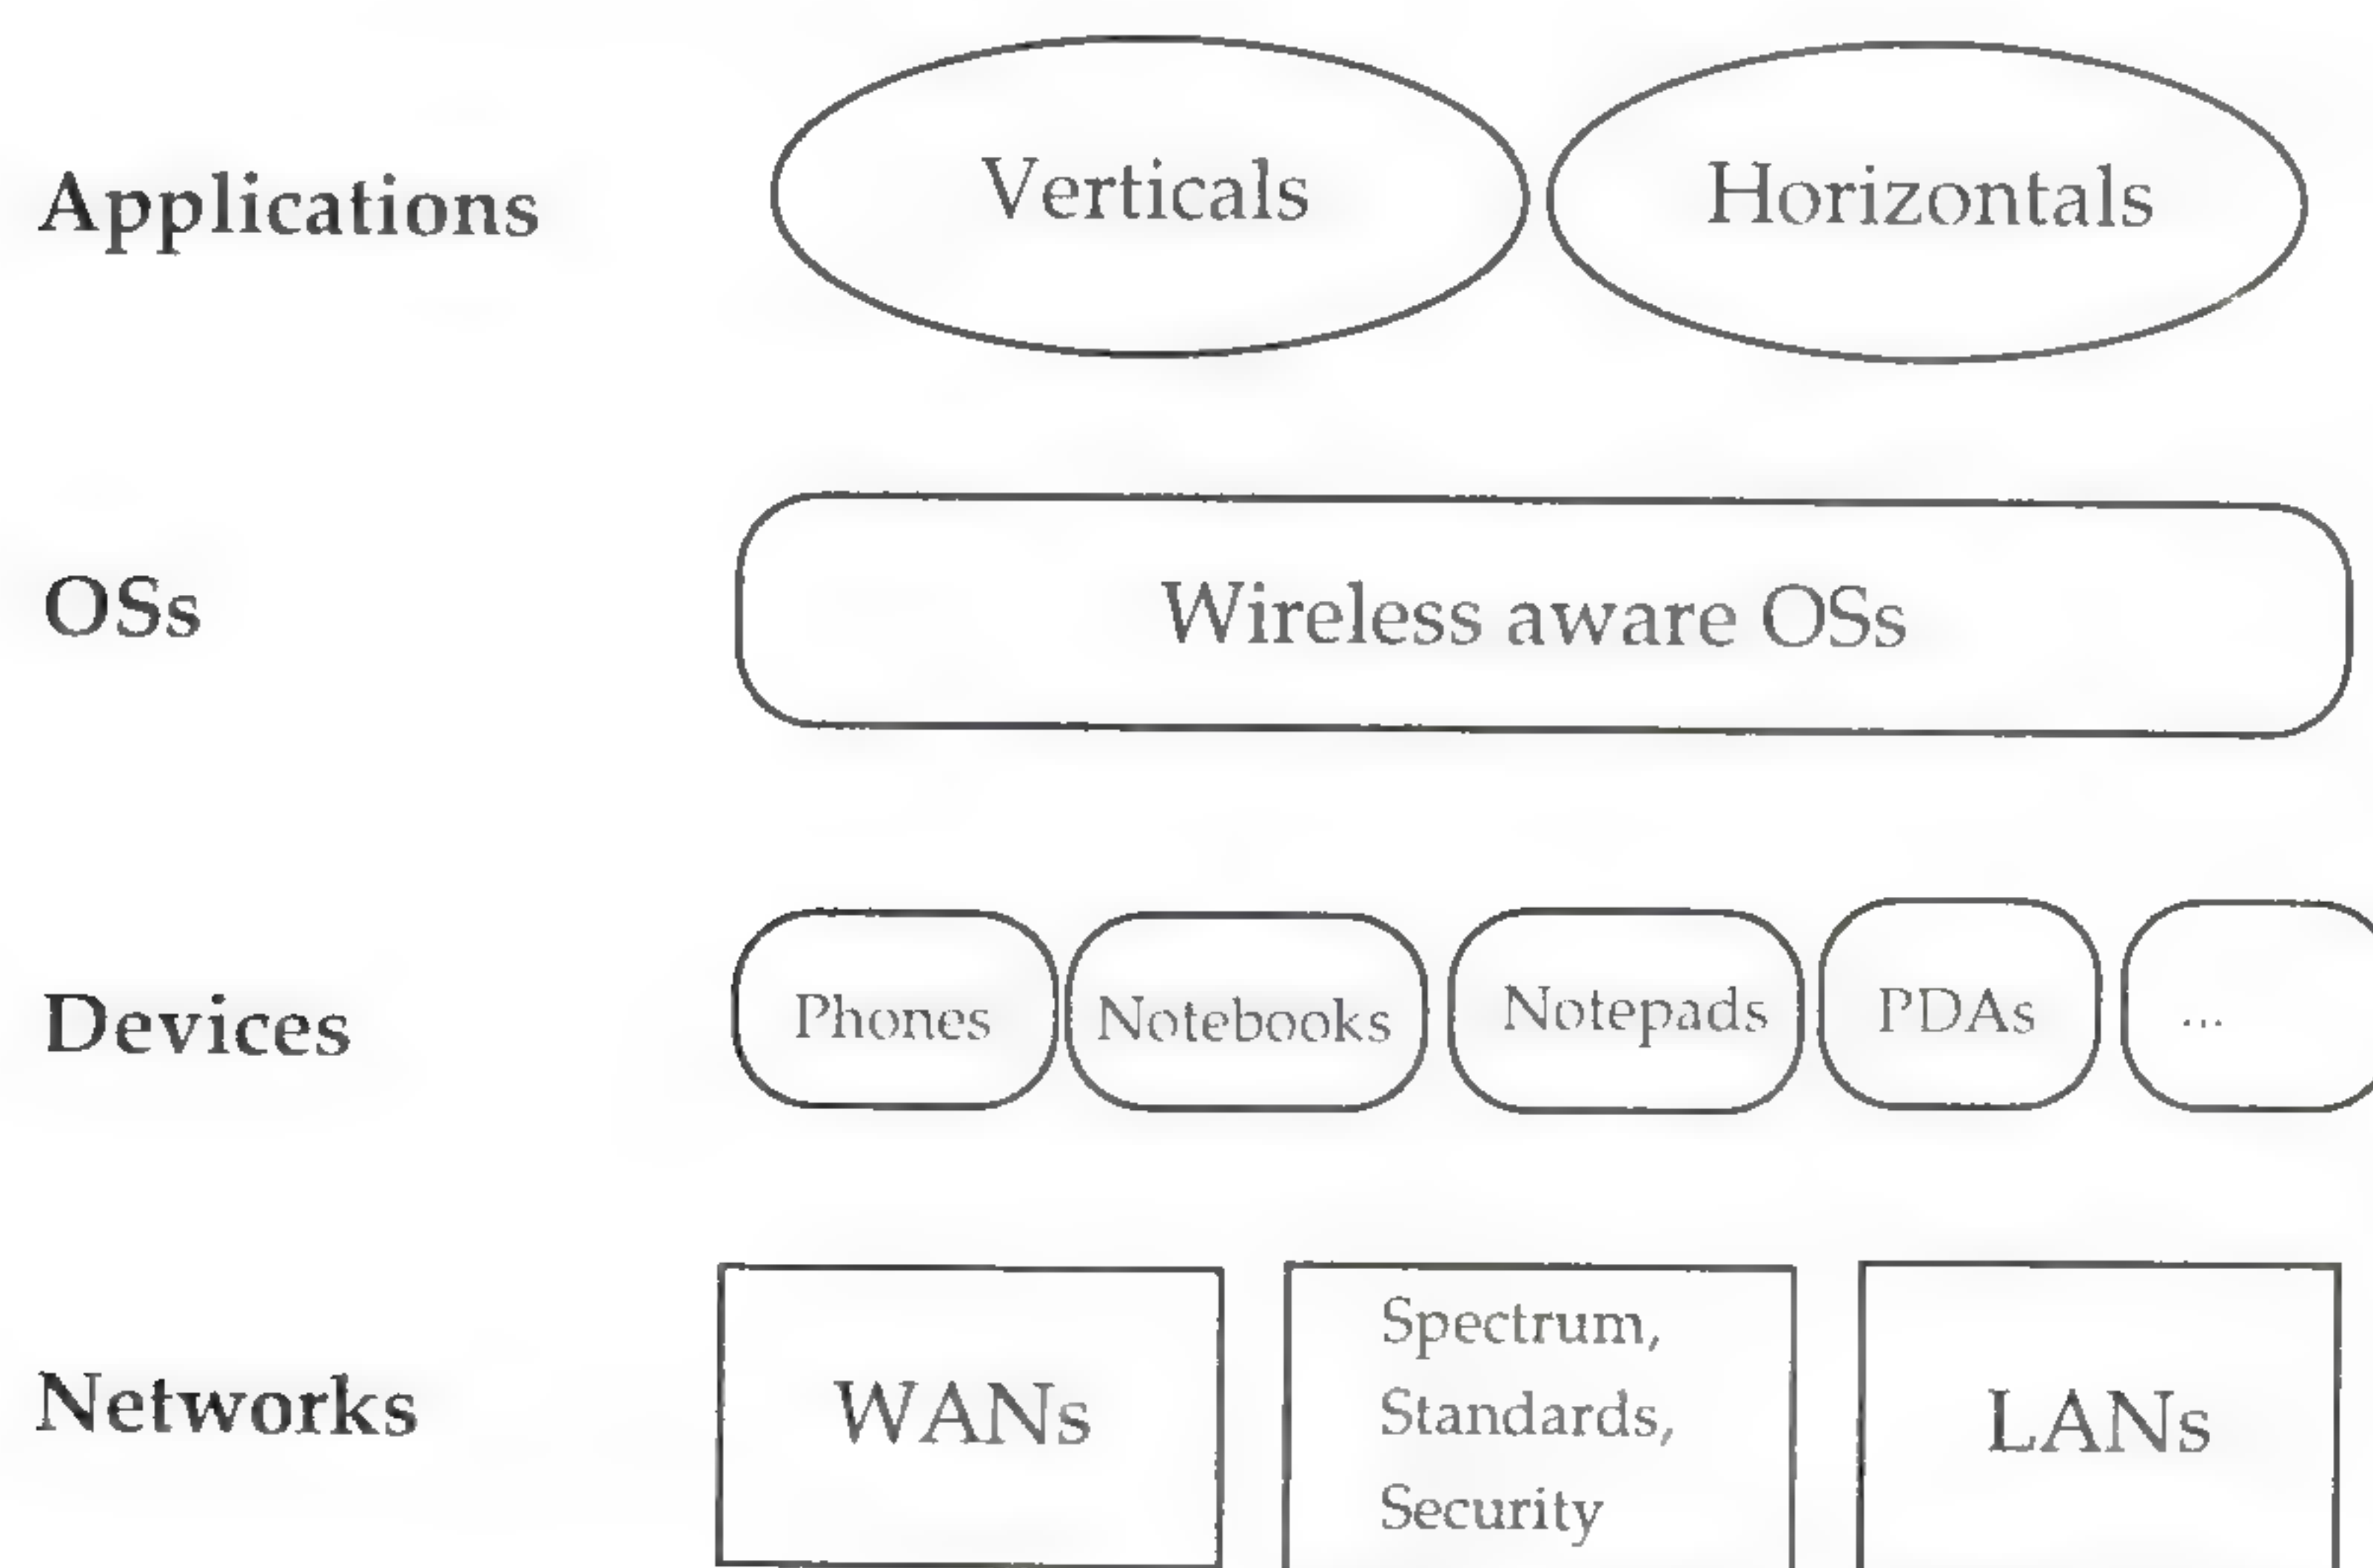 Applications
Verticals
Horizontals
OSs
Wireless aware OSs
Devices
Phones
Notebooks
Notepads
PDAs
...
Networks
WANs
Spectrum,
Standards,
Security
LANs